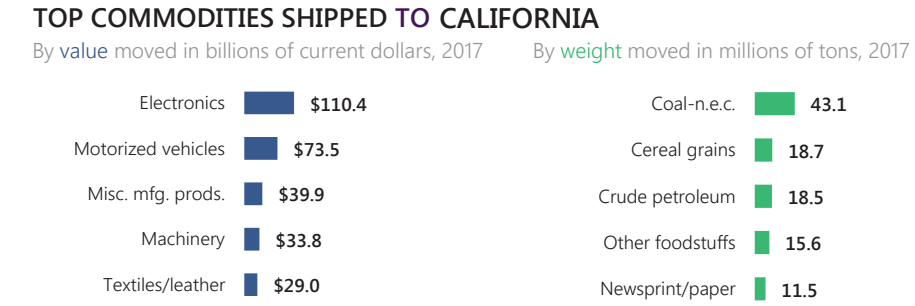 TOP COMMODITIES SHIPPED TO CALIFORNIA
By value moved in billions of current dollars, 2017
Electronics $110.4
Motorized vehicles $73.5
Misc. mfg. prods. $39.9
Machinery $33.8
Textiles/leather $29.0
By weight moved in millions of tons, 2017
Coal-n.e.c. 43.1
Cereal grains 18.7
Crude petroleum 18.5
Other foodstuffs 15.6
Newsprint/paper 11.5